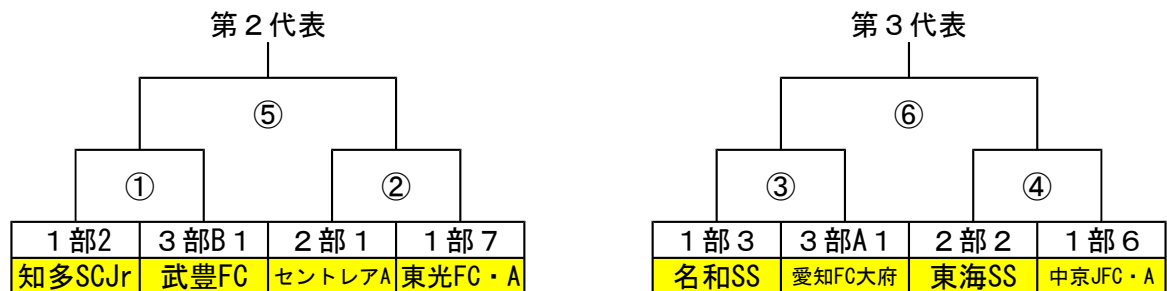 第２代表
第３代表
⑤
⑥
①
②
③
④
１部2 ３部B１ ２部１ １部７
１部３ ３部A１ ２部２ １部６
知多SCJr 武豊FC セントレアA 東光FC・A
名和SS 愛知FC大府 東海SS 中京JFC・A